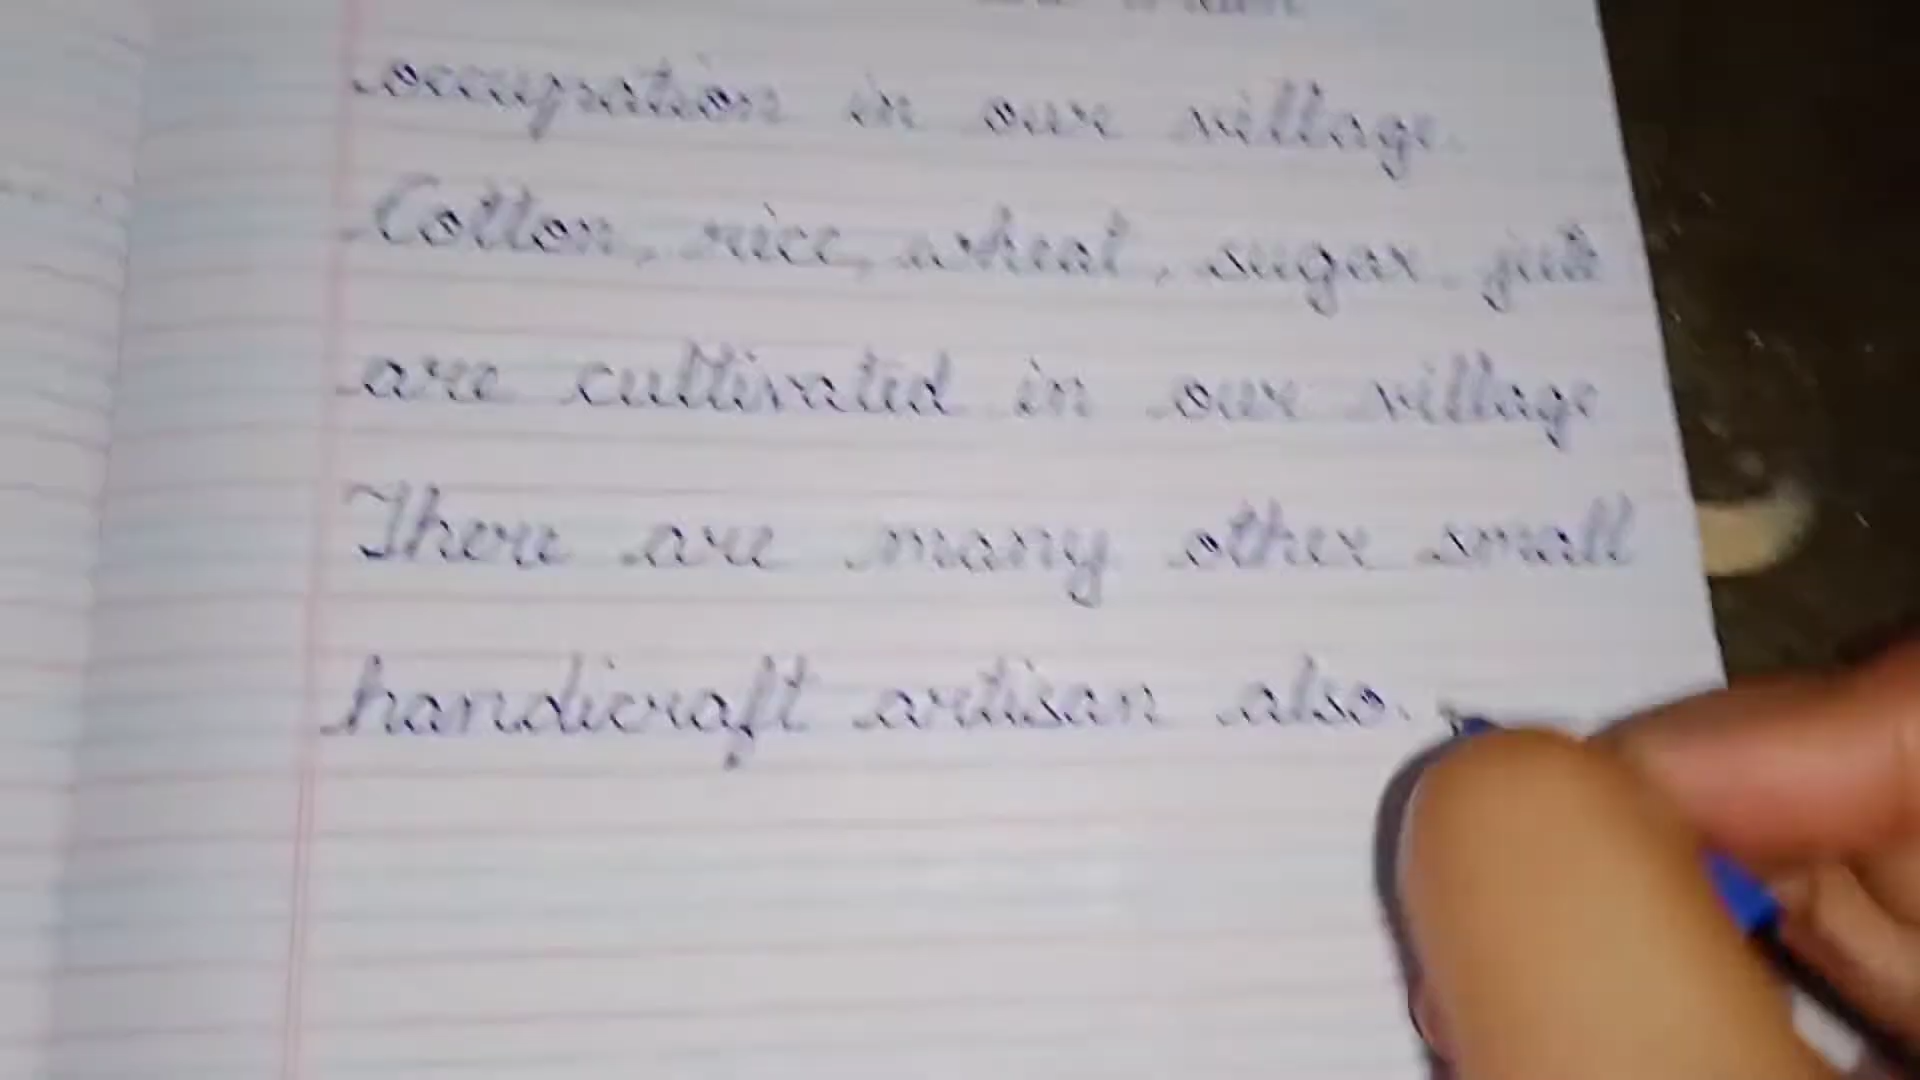 occupation in our village.
Cotton, rice, wheat, sugar,
are cultivated in our village
There are many other small
handicraft artisan also.